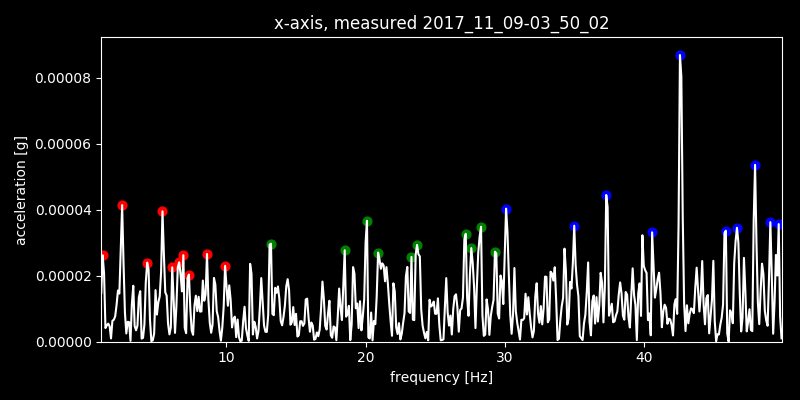 x-axis, measured 2017_11_09-03_50_02
0.00008
0.00006
0.00004
0.00002
0.00000
acceleration [g]
10 20 30 40
frequency [Hz]